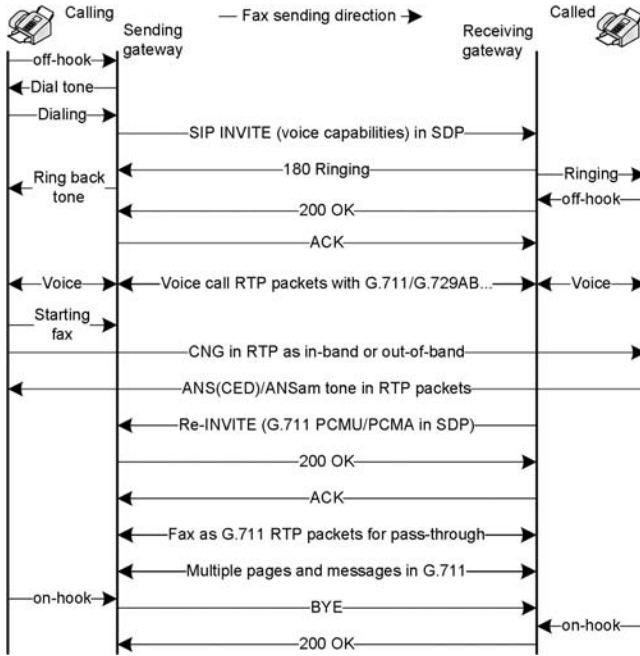 Calling
Fax sending direction
Called
Sending
gateway
Receiving
gateway
off-hook
Dial tone
Dialing
SIP INVITE (voice capabilities) in SDP
180 Ringing
Ringing
Ring back
tone
off-hook
200 OK
ACK
Voice
Voice call RTP packets with G.711/G.729AB...
Voice
Starting
fax
CNG in RTP as in-band or out-of-band
ANS(CED)/ANSam tone in RTP packets
Re-INVITE (G.711 PCMU/PCMA in SDP)
200 OK
ACK
Fax as G.711 RTP packets for pass-through
Multiple pages and messages in G.711
on-hook
BYE
on-hook
200 OK